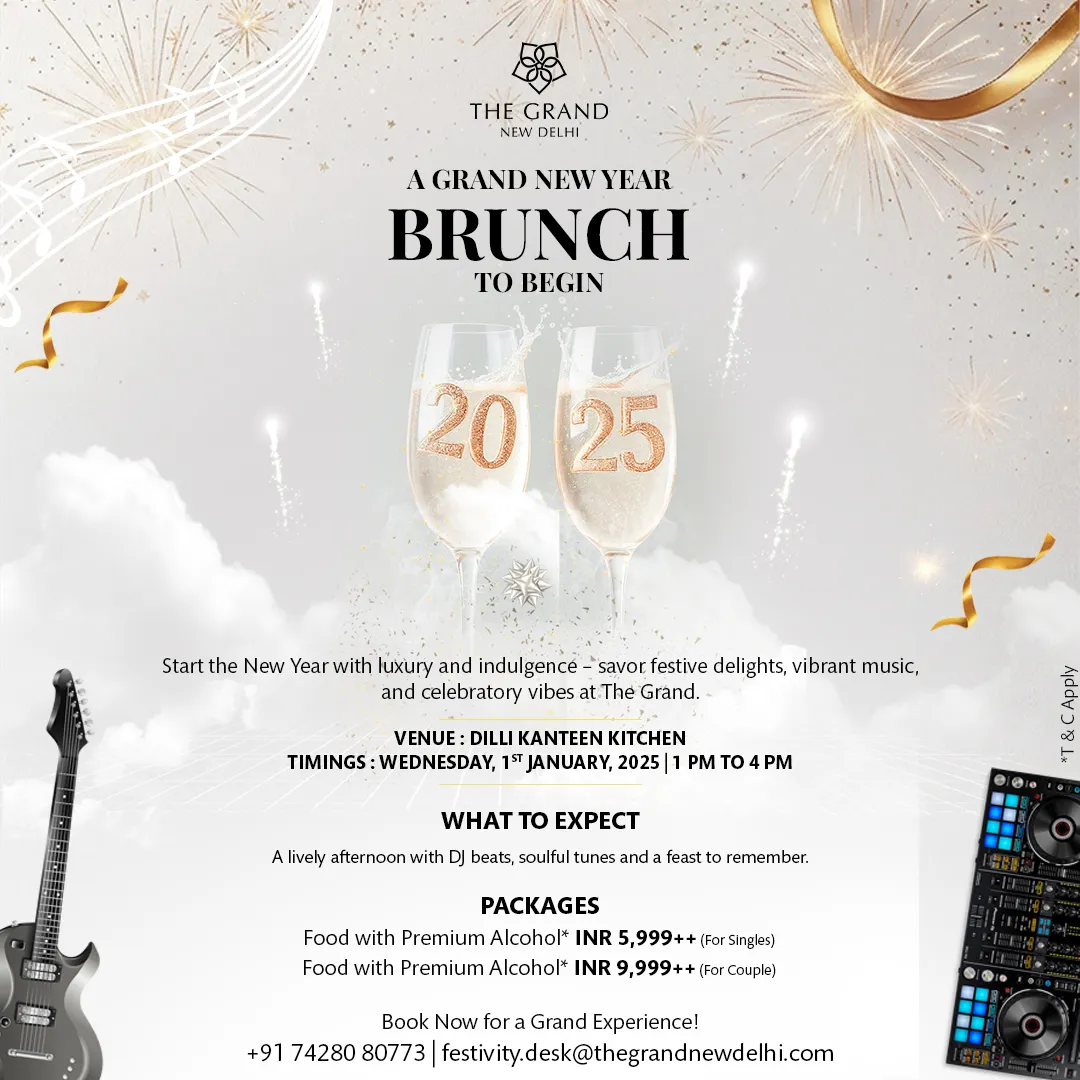 THE GRAND
NEW DELHI
A GRAND NEW YEAR
BRUNCH
TO BEGIN
20 25
Start the New Year with luxury and indulgence – savor festive delights, vibrant music,
and celebratory vibes at The Grand.
VENUE : DILLI KANTEEN KITCHEN
TIMINGS : WEDNESDAY, 1ST JANUARY, 2025 | 1 PM TO 4 PM
WHAT TO EXPECT
A lively afternoon with DJ beats, soulful tunes and a feast to remember.
PACKAGES
Food with Premium Alcohol* INR 5,999++ (For Singles)
Food with Premium Alcohol* INR 9,999++ (For Couple)
Book Now for a Grand Experience!
+91 74280 80773 | festivity.desk@thegrandnewdelhi.com
*T & C Apply